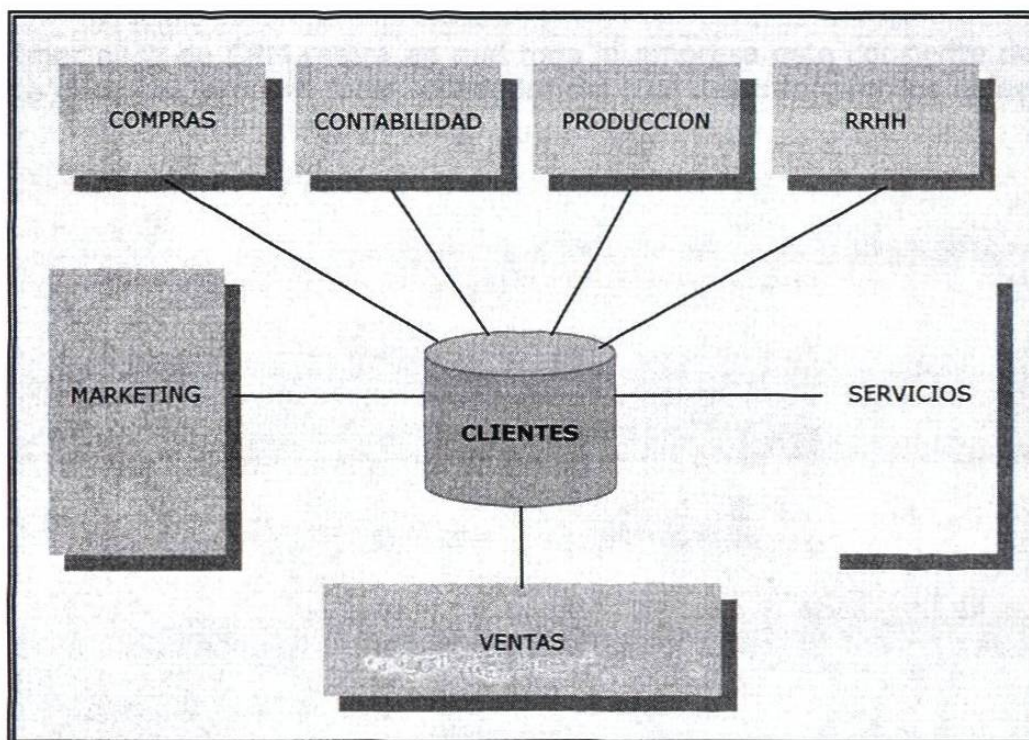 COMPRAS
CONTABILIDAD
PRODUCCION
RRHH
MARKETING
CLIENTES
SERVICIOS
VENTAS